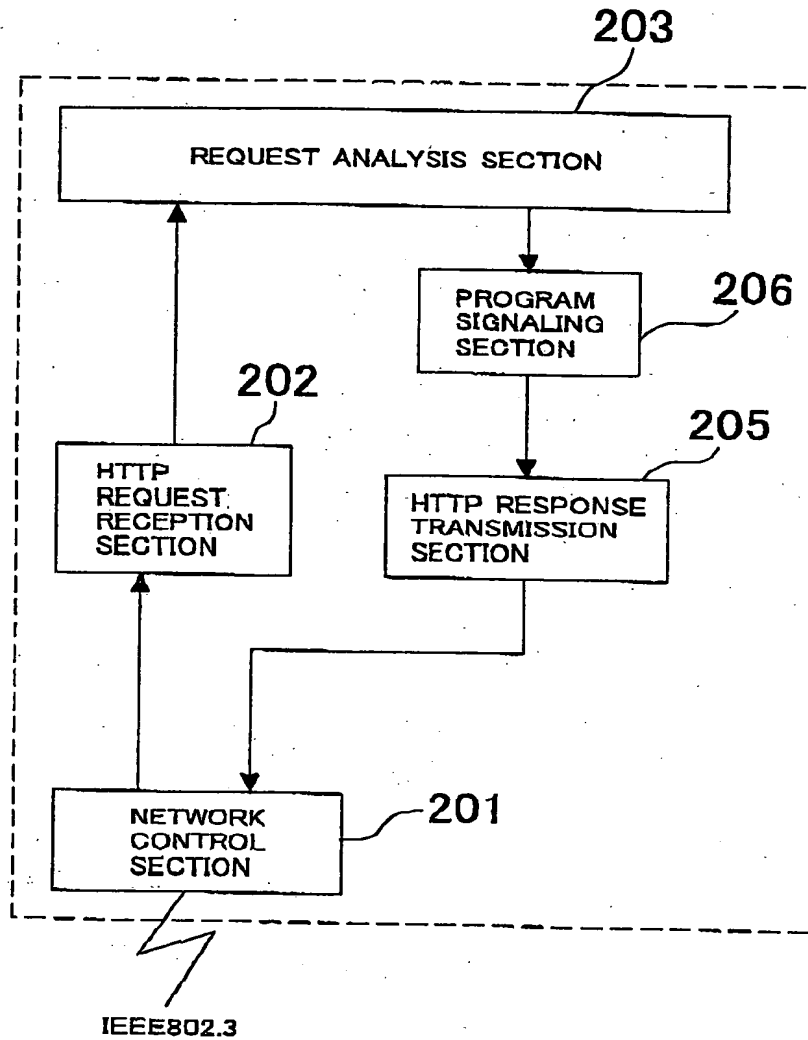 203
REQUEST ANALYSIS SECTION
PROGRAM
SIGNALING
SECTION
206
202
HTTP
REQUEST
RECEPTION
SECTION
205
HTTP RESPONSE
TRANSMISSION
SECTION
NETWORK
CONTROL
SECTION
201
IEEE802.3